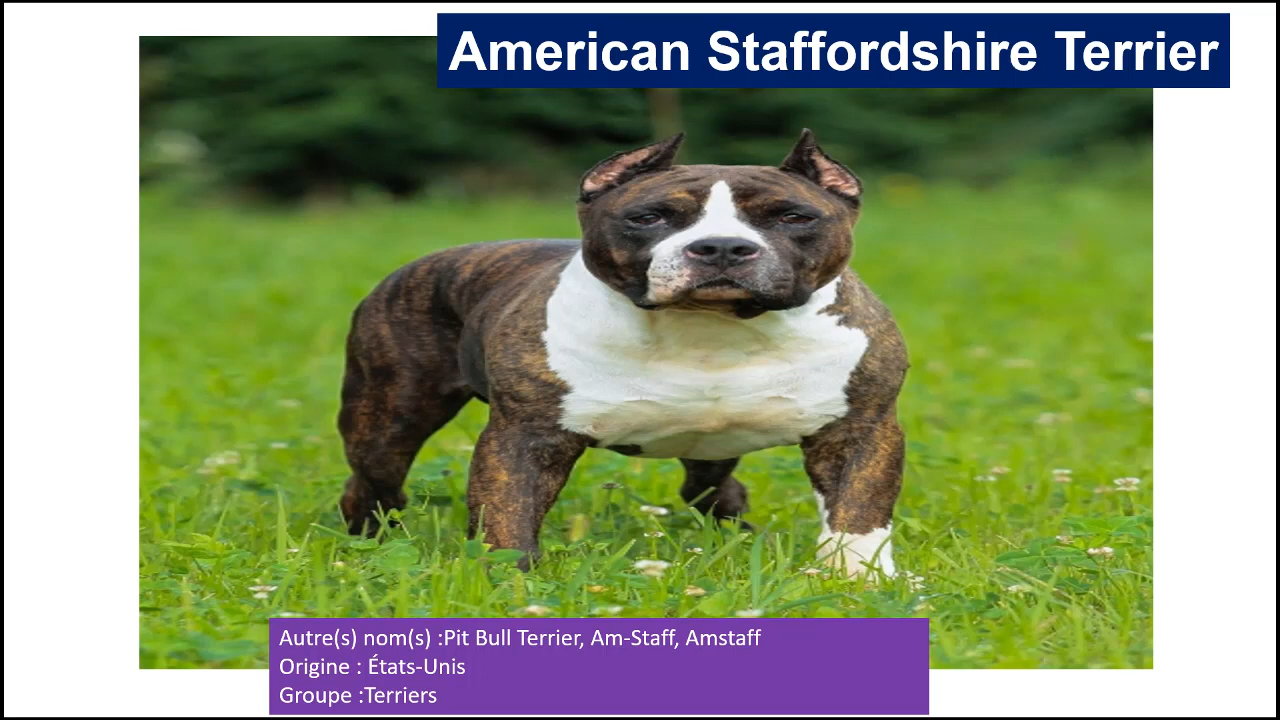 American Staffordshire Terrier
Autre(s) nom(s) :Pit Bull Terrier, Am-Staff, Amstaff
Origine : États-Unis
Groupe :Terriers